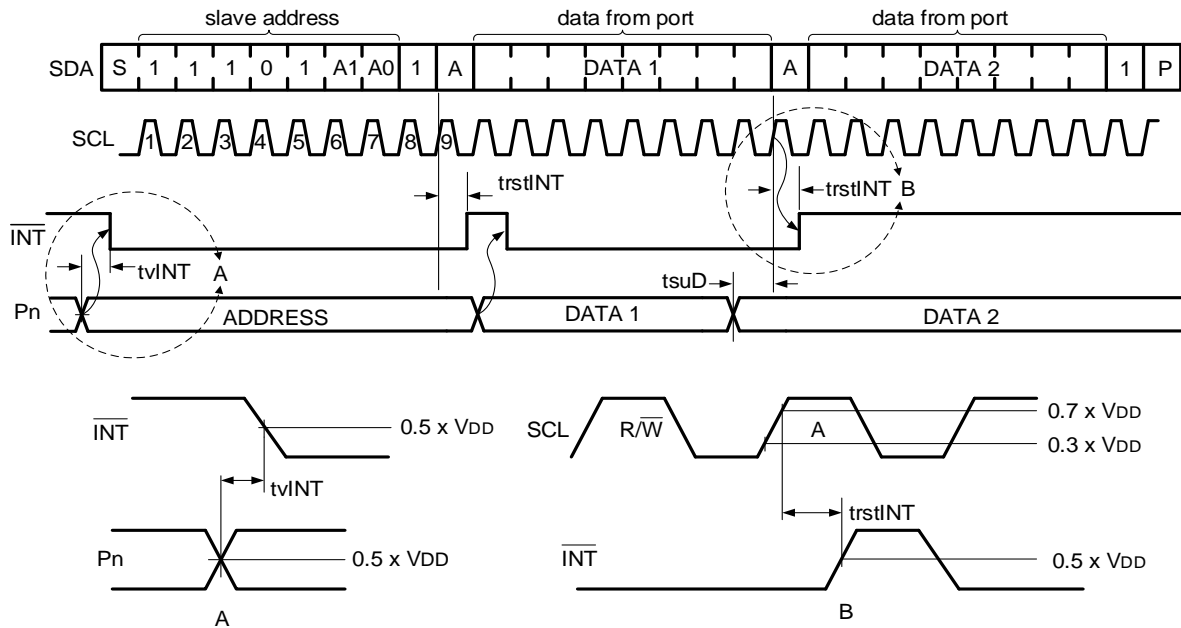 slave address data from port data from port
SDA S 1 1 1 0 1 A1 A0 1 A DATA 1 A DATA 2 1 P
SCL 1 2 3 4 5 6 7 8 9
trstINT trstINT B
INT
tvINT A
tsuD
Pn ADDRESS DATA 1 DATA 2
INT 0.5 x VDD
tvINT
Pn 0.5 x VDD
A
SCL R/W A 0.7 x VDD
0.3 x VDD
trstINT
INT 0.5 x VDD
B